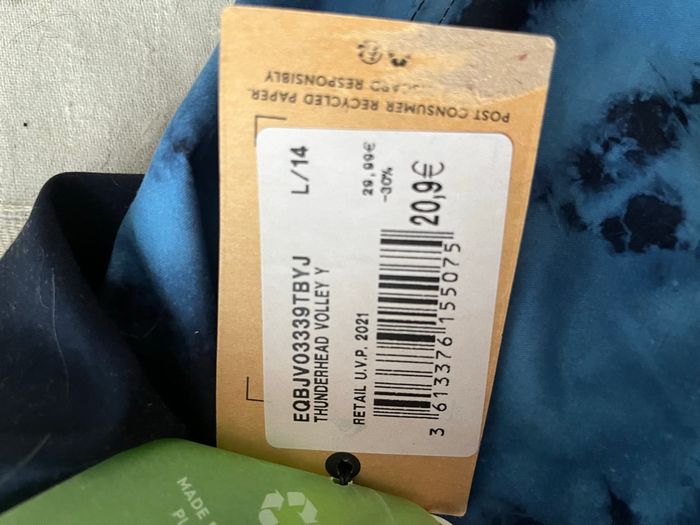 POST CONSUMER RECYCLED PAPER.
RESPONSIBLY
EQBJV03339TBYJ
L/14
THUNDERHEAD VOLLEY Y
RETAIL U.V.P. 2021
29,99€
-30%
20,9€
3 613376 155075
MADE